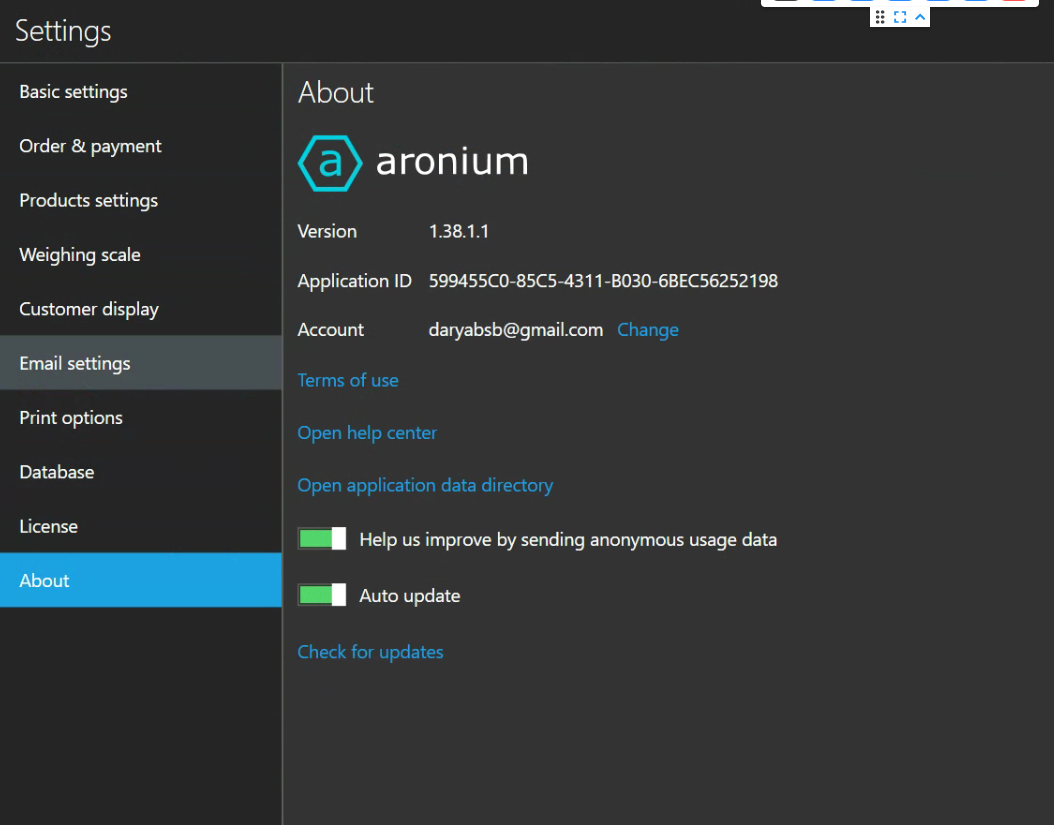 Settings
Basic settings
Order & payment
Products settings
Weighing scale
Customer display
Email settings
Print options
Database
License
About
About
a aronium
Version 1.38.1.1
Application ID 599455C0-85C5-4311-B030-6BEC56252198
Account daryabsb@gmail.com Change
Terms of use
Open help center
Open application data directory
Help us improve by sending anonymous usage data
Auto update
Check for updates